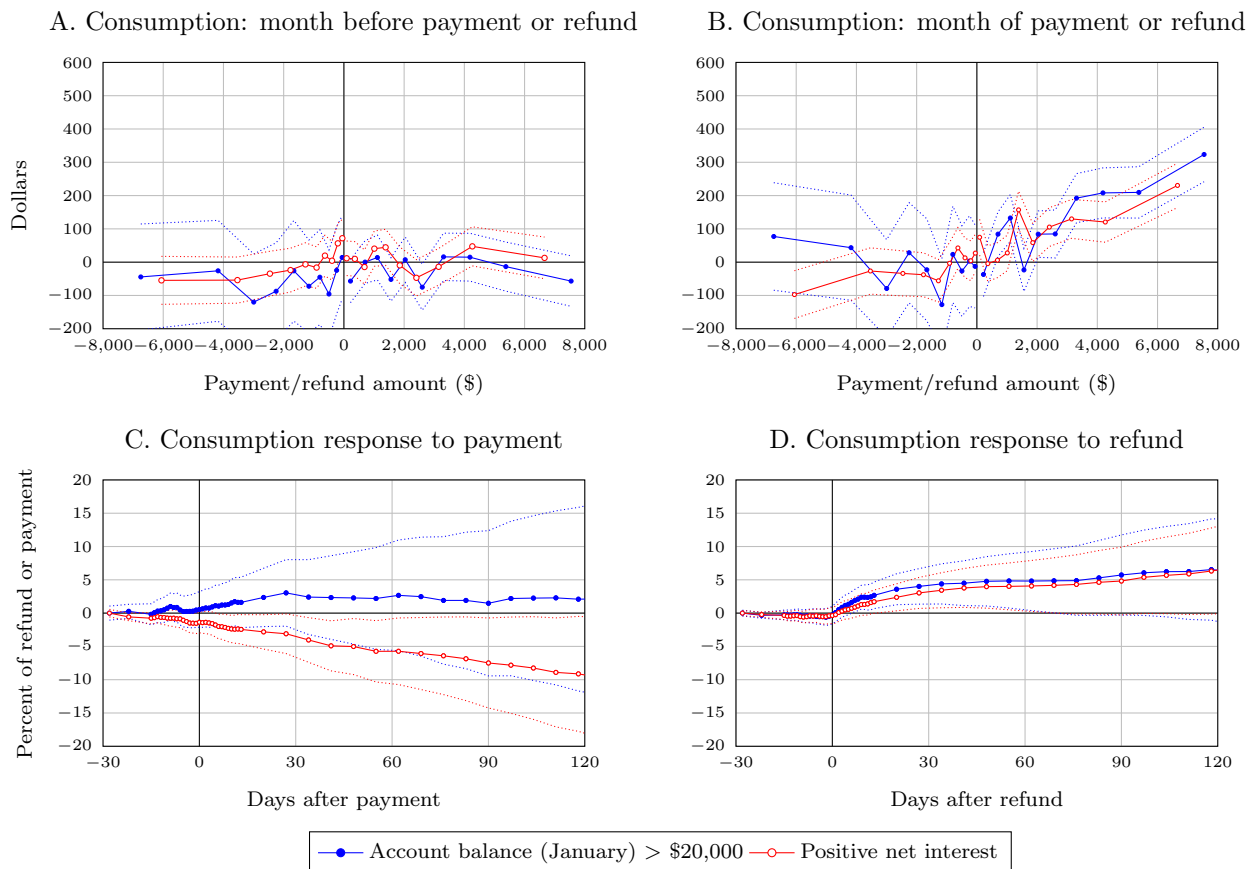 A. Consumption: month before payment or refund
B. Consumption: month of payment or refund
Dollars
600
500
400
300
200
100
0
−100
−200
−8,000 −6,000 −4,000 −2,000 0 2,000 4,000 6,000 8,000
Payment/refund amount ($)
600
500
400
300
200
100
0
−100
−200
−8,000 −6,000 −4,000 −2,000 0 2,000 4,000 6,000 8,000
Payment/refund amount ($)
C. Consumption response to payment
D. Consumption response to refund
Percent of refund or payment
20
15
10
5
0
−5
−10
−15
−20
−30 0 30 60 90 120
Days after payment
20
15
10
5
0
−5
−10
−15
−20
−30 0 30 60 90 120
Days after refund
Account balance (January) > $20,000 Positive net interest